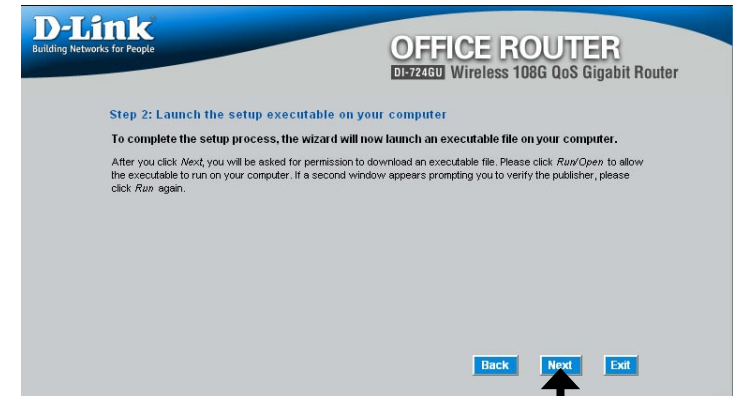 D-Link
Building Networks for People
OFFICE ROUTER
DI-724GU Wireless 108G QoS Gigabit Router
Step 2: Launch the setup executable on your computer
To complete the setup process, the wizard will now launch an executable file on your computer.
After you click Next, you will be asked for permission to download an executable file. Please click Run/Open to allow
the executable to run on your computer. If a second window appears prompting you to verify the publisher, please
click Run again.
Back Next Exit